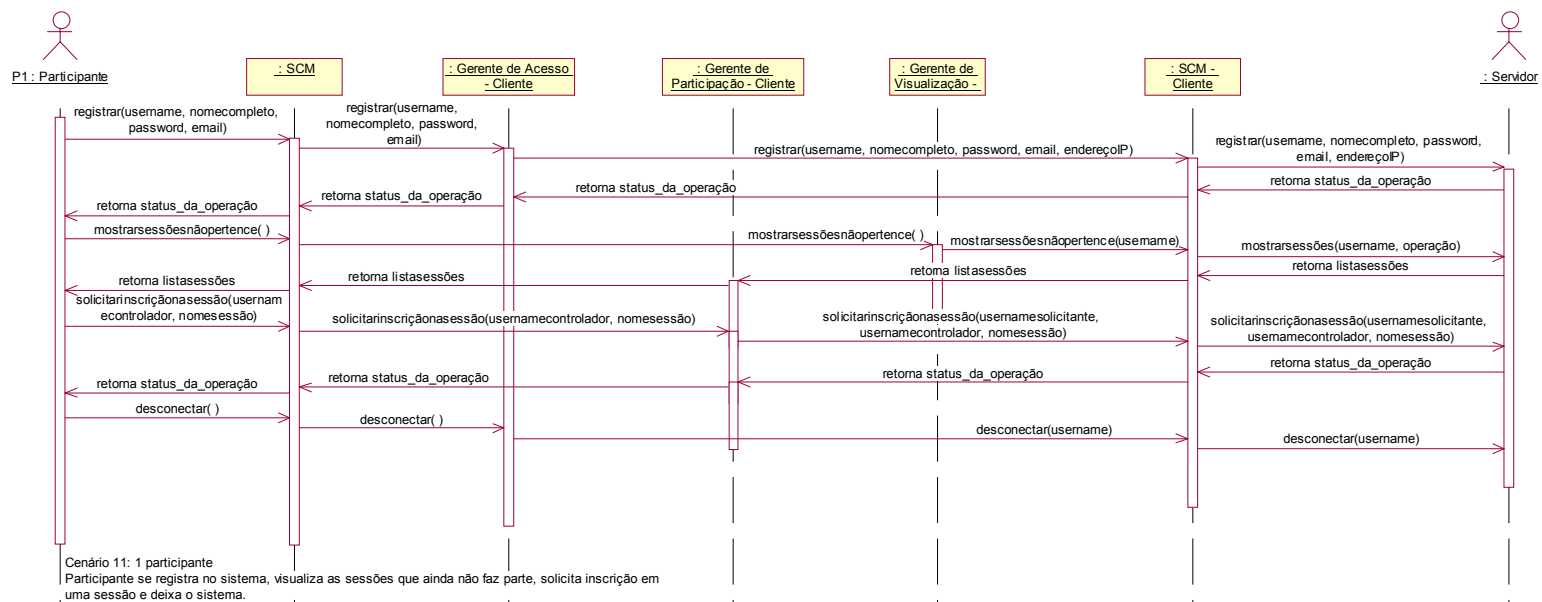 P1 : Participante
: SCM
: Gerente de Acesso
- Cliente
: Gerente de
Participação - Cliente
: Gerente de
Visualização -
: SCM -
Cliente
: Servidor
registrar(username, nomecompleto,
password, email)
registrar(username,
nomecompleto, password,
email)
registrar(username, nomecompleto, password, email, endereçoIP)
registrar(username, nomecompleto, password,
email, endereçoIP)
retorna status_da_operação
retorna status_da_operação
retorna status_da_operação
retorna status_da_operação
mostrarsessõesnãopertence( )
mostrarsessõesnãopertence( )
mostrarsessõesnãopertence(username)
mostrarsessões(username, operação)
retorna listasessões
retorna listasessões
retorna listasessões
retorna listasessões
solicitarinscriçãonasessão(usernam
econtrolador, nomesessão)
solicitarinscriçãonasessão(usernamecontrolador, nomesessão)
solicitarinscriçãonasessão(usernamesolicitante,
usernamecontrolador, nomesessão)
solicitarinscriçãonasessão(usernamesolicitante,
usernamecontrolador, nomesessão)
retorna status_da_operação
retorna status_da_operação
retorna status_da_operação
retorna status_da_operação
desconectar( )
desconectar( )
desconectar(username)
desconectar(username)
Cenário 11: 1 participante
Participante se registra no sistema, visualiza as sessões que ainda não faz parte, solicita inscrição em
uma sessão e deixa o sistema.